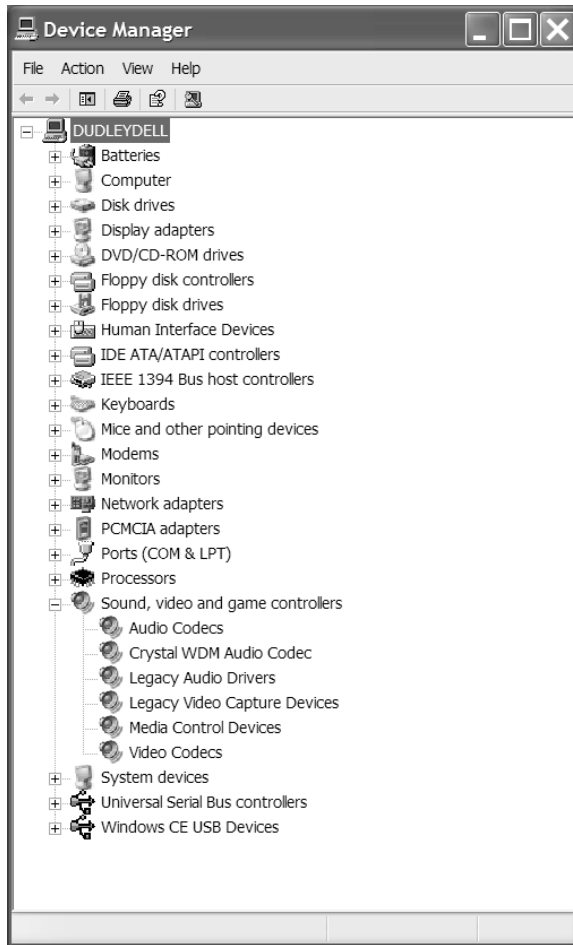 Device Manager
File Action View Help
DUDLEYDELL
Batteries
Computer
Disk drives
Display adapters
DVD/CD-ROM drives
Floppy disk controllers
Floppy disk drives
Human Interface Devices
IDE ATA/ATAPI controllers
IEEE 1394 Bus host controllers
Keyboards
Mice and other pointing devices
Modems
Monitors
Network adapters
PCMCIA adapters
Ports (COM & LPT)
Processors
Sound, video and game controllers
Audio Codecs
Crystal WDM Audio Codec
Legacy Audio Drivers
Legacy Video Capture Devices
Media Control Devices
Video Codecs
System devices
Universal Serial Bus controllers
Windows CE USB Devices